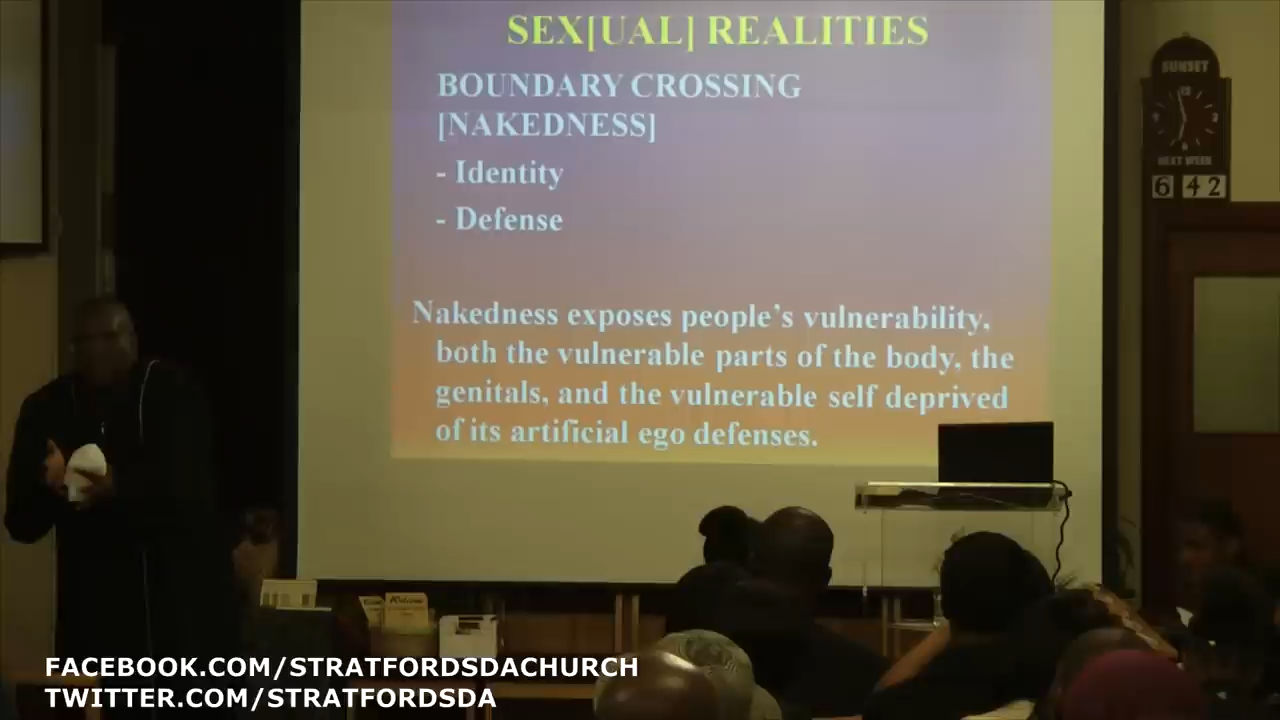 SEX[UAL] REALITIES
BOUNDARY CROSSING
[NAKEDNESS]
- Identity
- Defense
Nakedness exposes people's vulnerability,
both the vulnerable parts of the body, the
genitals, and the vulnerable self deprived
of its artificial ego defenses.
SUNSET
NEXT WEEK
6 42
Welcome
FACEBOOK.COM/STRATFORDSDACHURCH
TWITTER.COM/STRATFORDSDA